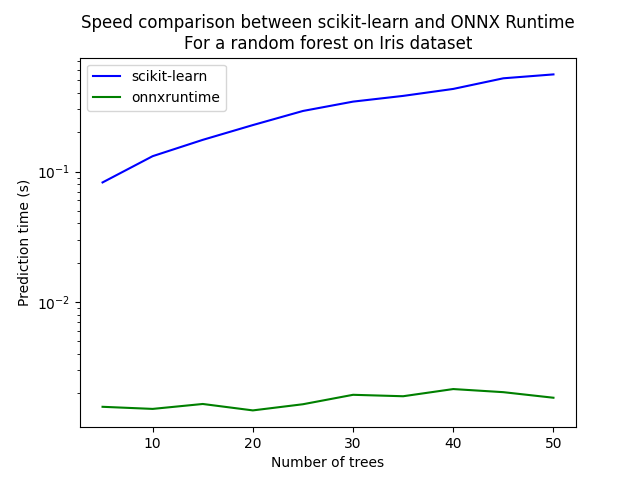 Speed comparison between scikit-learn and ONNX Runtime
For a random forest on Iris dataset
scikit-learn
onnxruntime
10⁻¹
10⁻²
Prediction time (s)
10 20 30 40 50
Number of trees